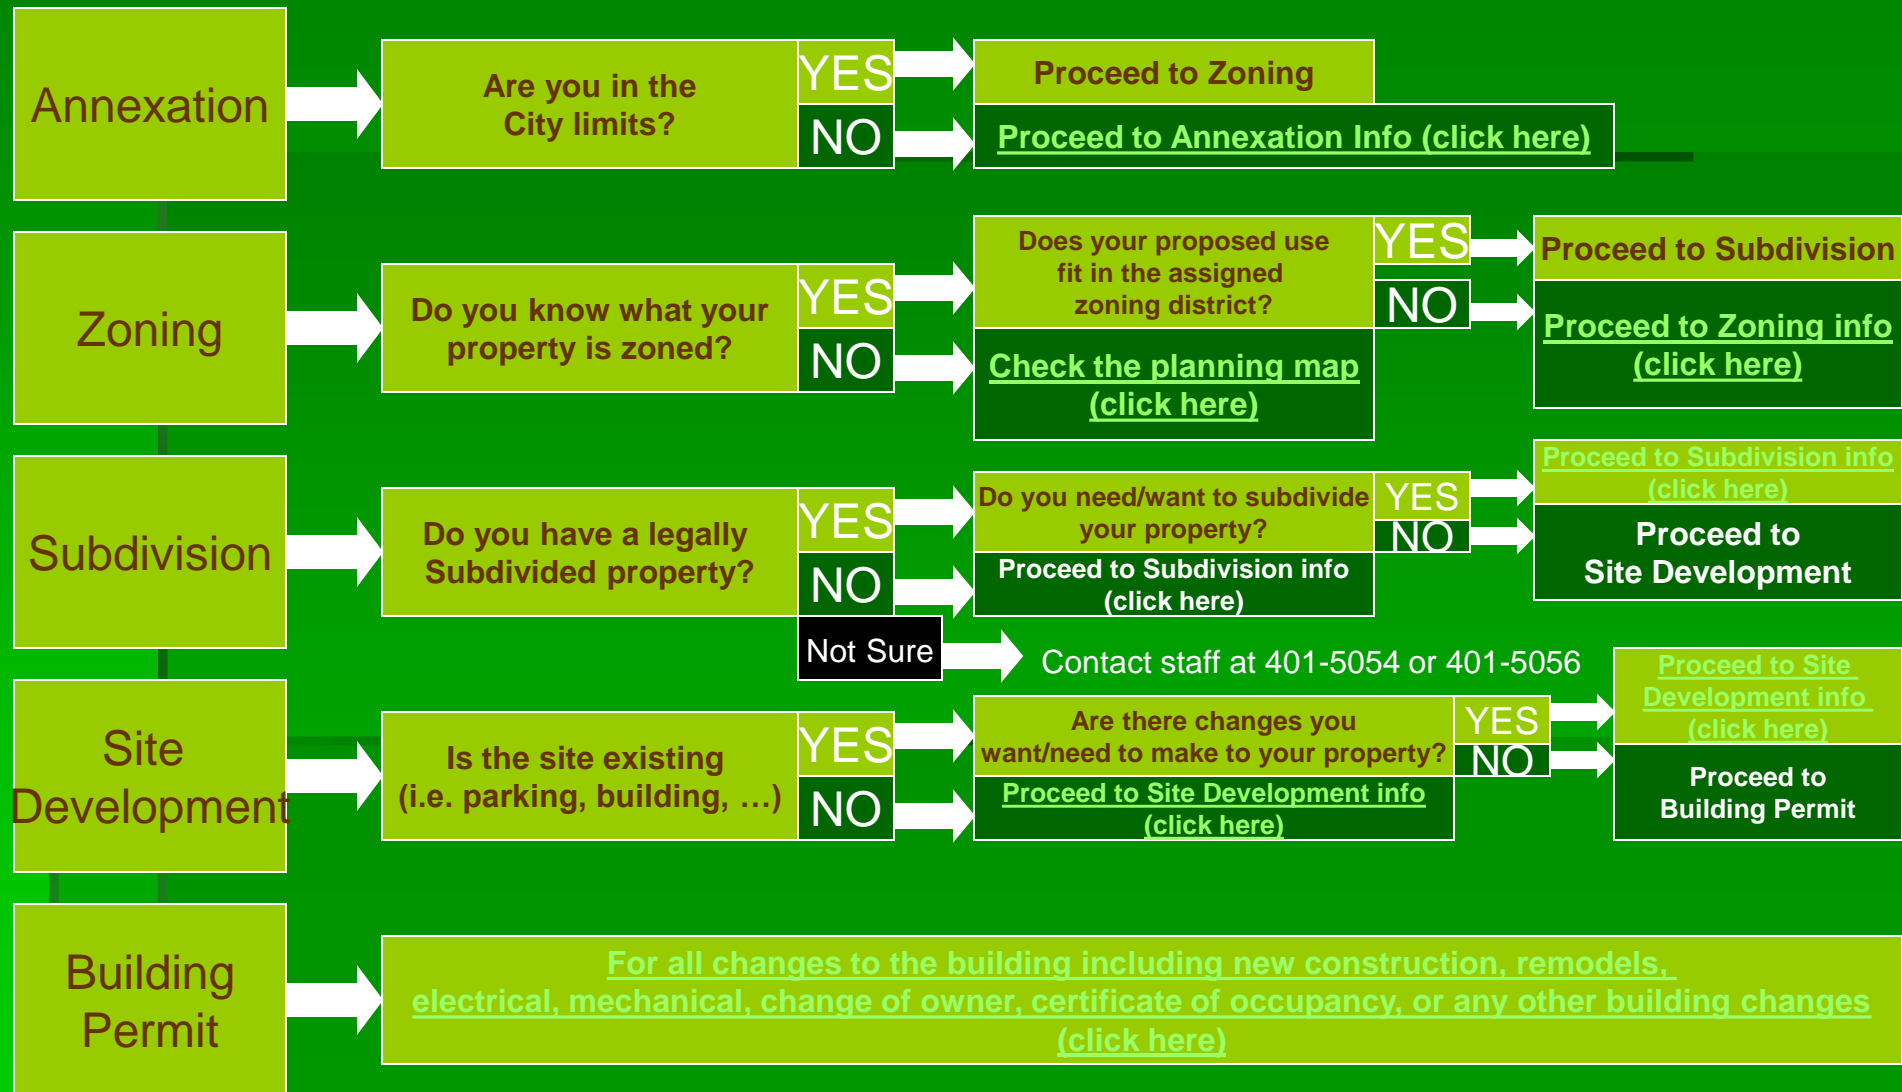 Annexation
Are you in the
City limits?
YES
NO
Proceed to Zoning
Proceed to Annexation Info (click here)
Zoning
Do you know what your
property is zoned?
YES
NO
Does your proposed use
fit in the assigned
zoning district?
YES
NO
Proceed to Subdivision
Proceed to Zoning info
(click here)
Check the planning map
(click here)
Subdivision
Do you have a legally
Subdivided property?
YES
NO
Not Sure
Do you need/want to subdivide
your property?
YES
NO
Proceed to Subdivision info
(click here)
Proceed to
Site Development
Proceed to Subdivision info
(click here)
Contact staff at 401-5054 or 401-5056
Site
Development
Is the site existing
(i.e. parking, building, …)
YES
NO
Are there changes you
want/need to make to your property?
YES
NO
Proceed to Site
Development info
(click here)
Proceed to
Building Permit
Proceed to Site Development info
(click here)
Building
Permit
For all changes to the building including new construction, remodels,
electrical, mechanical, change of owner, certificate of occupancy, or any other building changes
(click here)